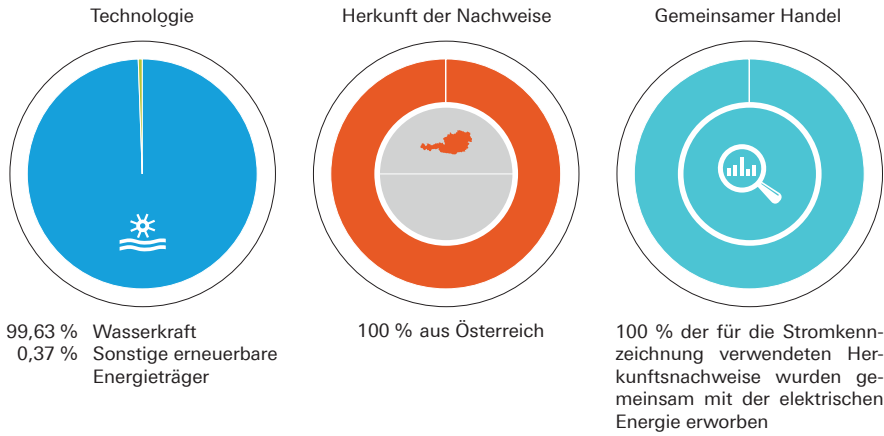 Technologie
99,63 % Wasserkraft
0,37 % Sonstige erneuerbare
Energieträger
Herkunft der Nachweise
100 % aus Österreich
Gemeinsamer Handel
100 % der für die Stromkenn-
zeichnung verwendeten Her-
kunftsnachweise wurden ge-
meinsam mit der elektrischen
Energie erworben